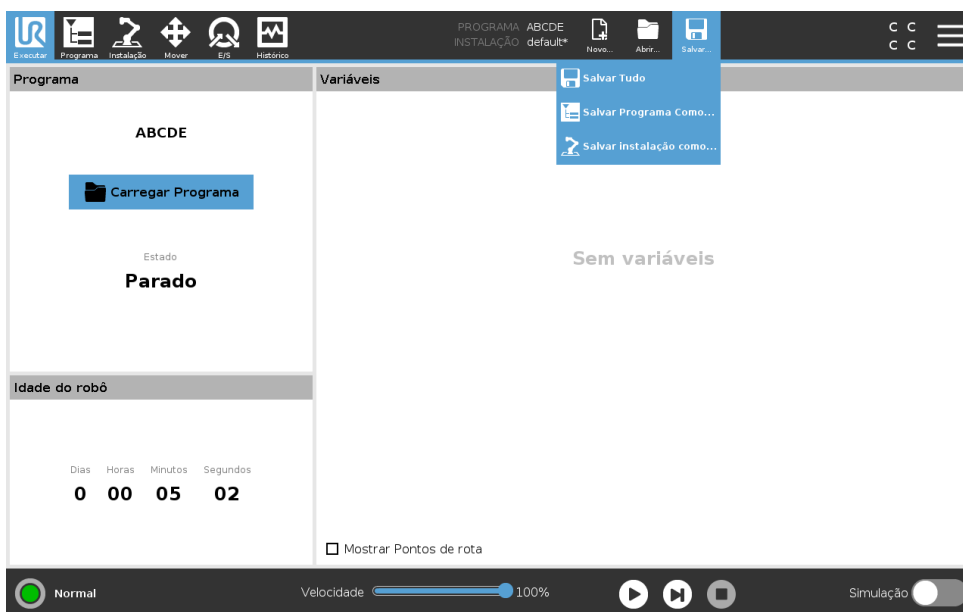 UR
PROGRAMA ABCDE
INSTALAÇÃO default*
Executar Programa Instalação Mover E/S Histórico Novo... Abrir... Salvar...
C C
C C
Salvar Tudo
Salvar Programa Como...
Salvar instalação como...
Programa
ABCDE
Carregar Programa
Estado
Parado
Idade do robô
Dias Horas Minutos Segundos
0 00 05 02
Variáveis
Sem variáveis
Mostrar Pontos de rota
Normal Velocidade 100% Simulação